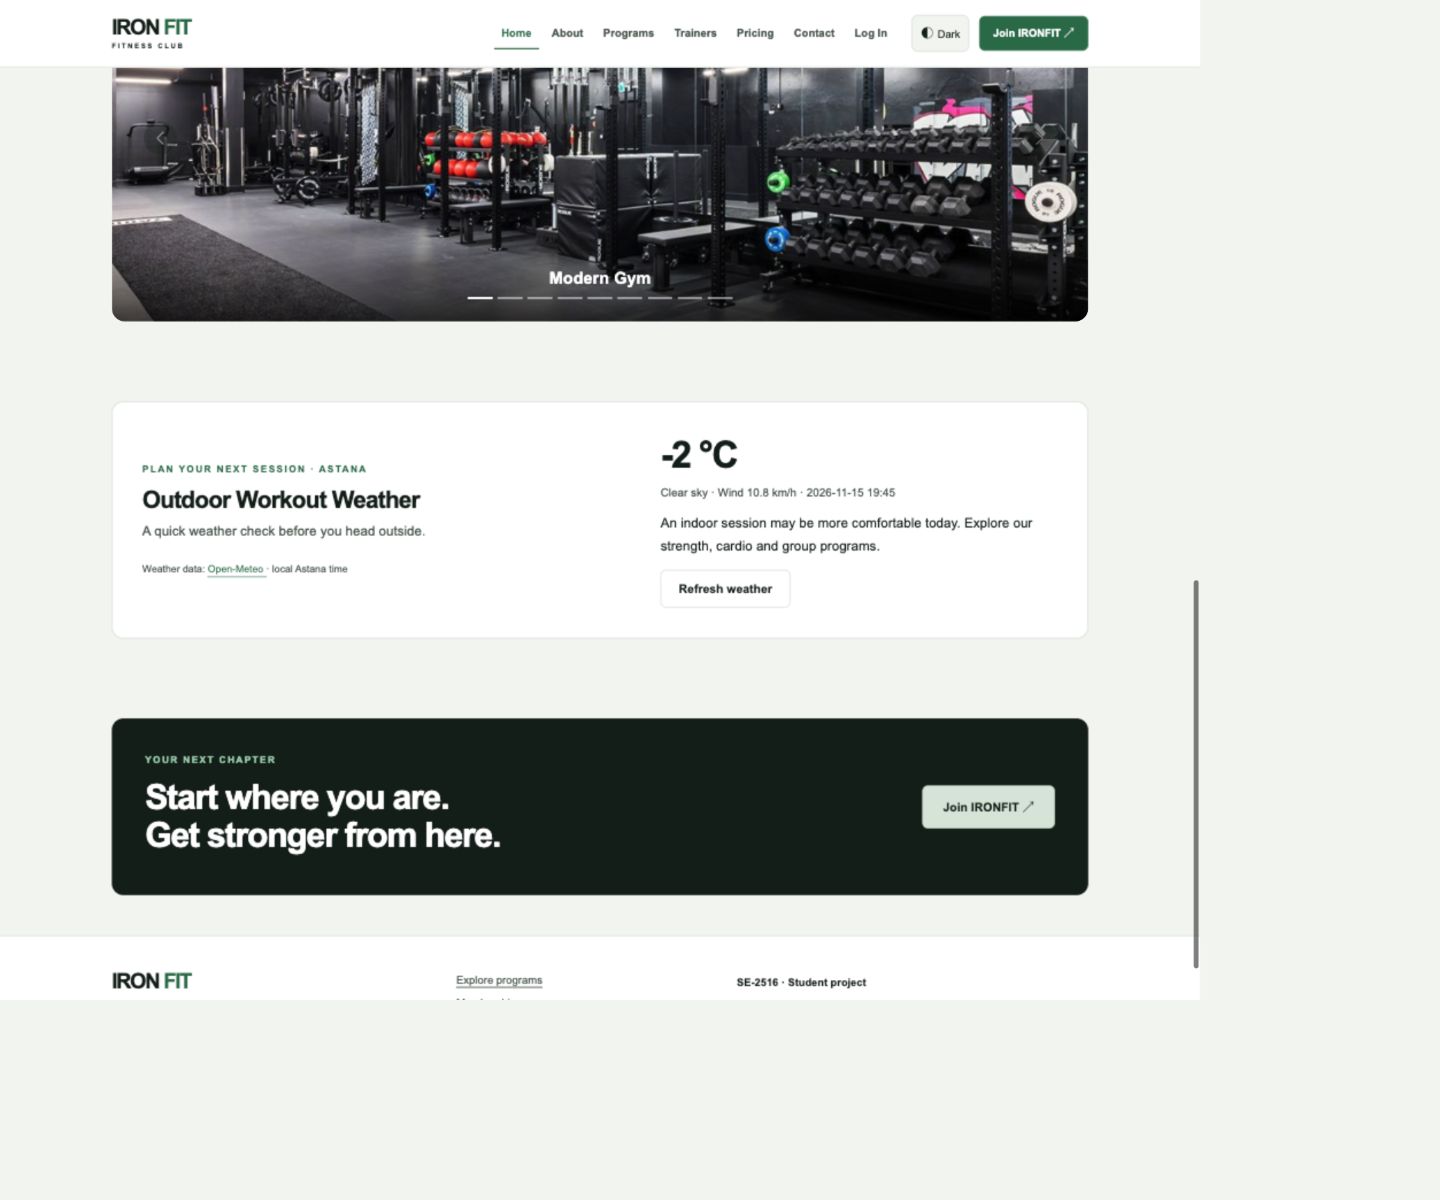 IRON FIT
FITNESS CLUB
Home
About
Programs
Trainers
Pricing
Contact
Log In
Dark
Join IRONFIT ↗
Modern Gym
PLAN YOUR NEXT SESSION · ASTANA
Outdoor Workout Weather
A quick weather check before you head outside.
Weather data: Open-Meteo · local Astana time
-2 °C
Clear sky · Wind 10.8 km/h · 2026-11-15 19:45
An indoor session may be more comfortable today. Explore our
strength, cardio and group programs.
Refresh weather
YOUR NEXT CHAPTER
Start where you are.
Get stronger from here.
Join IRONFIT ↗
IRON FIT
Explore programs
SE-2516 · Student project